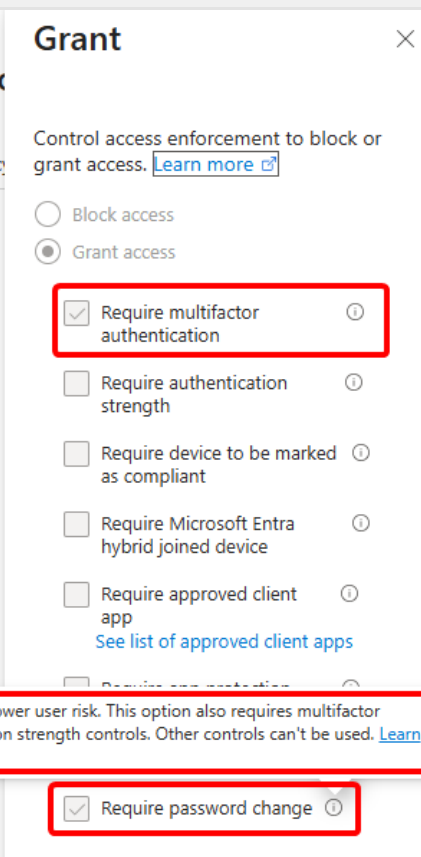 Grant
Control access enforcement to block or
grant access. Learn more
Block access
Grant access
Require multifactor
authentication
Require authentication
strength
Require device to be marked
as compliant
Require Microsoft Entra
hybrid joined device
Require approved client
app
See list of approved client apps
user risk. This option also requires multifactor
strength controls. Other controls can't be used. Learn
Require password change